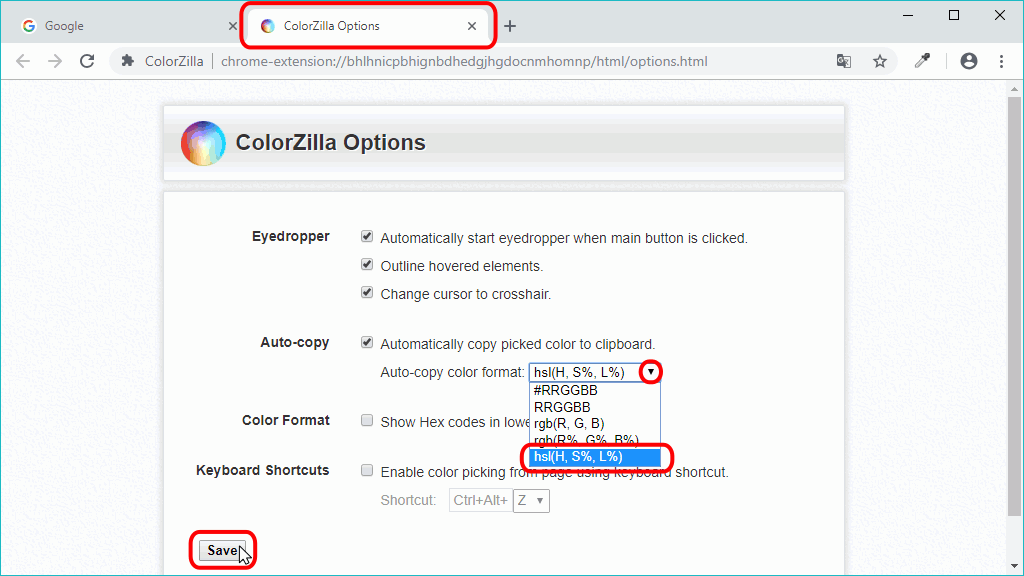 Google
ColorZilla Options
ColorZilla
chrome-extension://bhlhnicpbhignbdhedgjhgdocnmhomnp/html/options.html
ColorZilla Options
Eyedropper
Automatically start eyedropper when main button is clicked.
Outline hovered elements.
Change cursor to crosshair.
Auto-copy
Automatically copy picked color to clipboard.
Auto-copy color format: hsl(H, S%, L%)
#RRGGBB
RRGGBB
rgb(R, G, B)
rgb(R%, G%, B%)
hsl(H, S%, L%)
Color Format
Show Hex codes in lowe
Keyboard Shortcuts
Enable color picking from page using keyboard shortcut.
Shortcut: Ctrl+Alt+ Z
Save